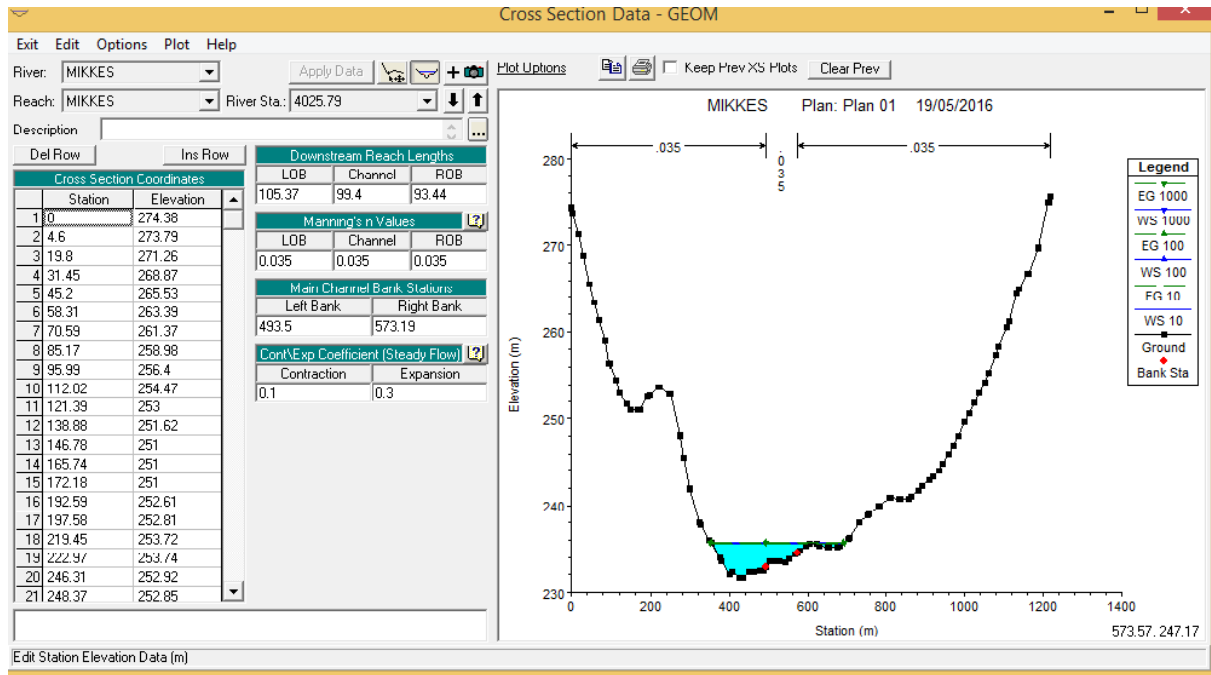 Cross Section Data - GEOM
Exit Edit Options Plot Help
River: MIKKES
Apply Data
Plot Options
Keep Prev XS Plots
Clear Prev
Reach: MIKKES
River Sta.: 4025.79
Description
...
Del Row
Ins Row
Cross Section Coordinates
Station Elevation
1 0 274.38
2 4.6 273.79
3 19.8 271.26
4 31.45 268.87
5 45.2 265.53
6 58.31 263.39
7 70.59 261.37
8 85.17 258.98
9 95.99 256.4
10 112.02 254.47
11 121.39 253
12 138.88 251.62
13 146.78 251
14 165.74 251
15 172.18 251
16 192.59 252.61
17 197.58 252.81
18 219.45 253.72
19 222.97 253.74
20 246.31 252.92
21 248.37 252.85
Downstream Reach Lengths
LOB Channel ROB
105.37 99.4 93.44
Manning's n Values
LOB Channel ROB
0.035 0.035 0.035
Main Channel Bank Stations
Left Bank Right Bank
493.5 573.19
Cont\Exp Coefficient (Steady Flow)
Contraction Expansion
0.1 0.3
MIKKES Plan: Plan 01 19/05/2016
.035
.035
.035
280
270
260
250
240
230
Elevation (m)
0 200 400 600 800 1000 1200 1400
Station (m)
Legend
EG 1000
WS 1000
EG 100
WS 100
EG 10
WS 10
Ground
Bank Sta
573.57, 247.17
Edit Station Elevation Data (m)